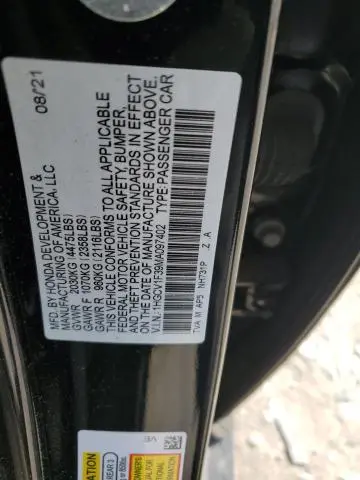 MFD. BY HONDA DEVELOPMENT & 08/21
MANUFACTURING OF AMERICA, LLC
GVWR 2030KG (4475LBS)
GAWR F 1070KG (2358LBS)
GAWR R 960KG (2116LBS)
THIS VEHICLE CONFORMS TO ALL APPLICABLE
FEDERAL MOTOR VEHICLE SAFETY, BUMPER,
AND THEFT PREVENTION STANDARDS IN EFFECT
ON THE DATE OF MANUFACTURE SHOWN ABOVE.
V.I.N.: 1HGCV1F39MA097402 TYPE:PASSENGER CAR
TVA M AP5 NH731P Z A
REAR 3